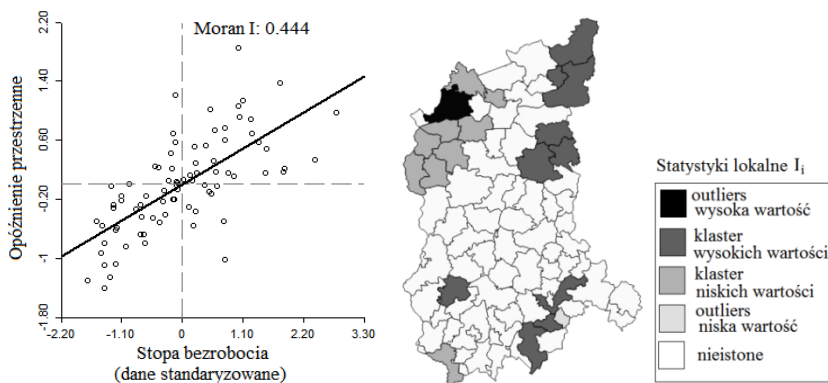 Moran I: 0.444
2.20
1.40
0.60
-0.20
-1
-1.80
Opóźnienie przestrzenne
-2.20
-1.10
0
1.10
2.20
3.30
Stopa bezrobocia
(dane standaryzowane)
Statystyki lokalne Ii
outliers
wysoka wartość
klaster
wysokich wartości
klaster
niskich wartości
outliers
niska wartość
nieistone